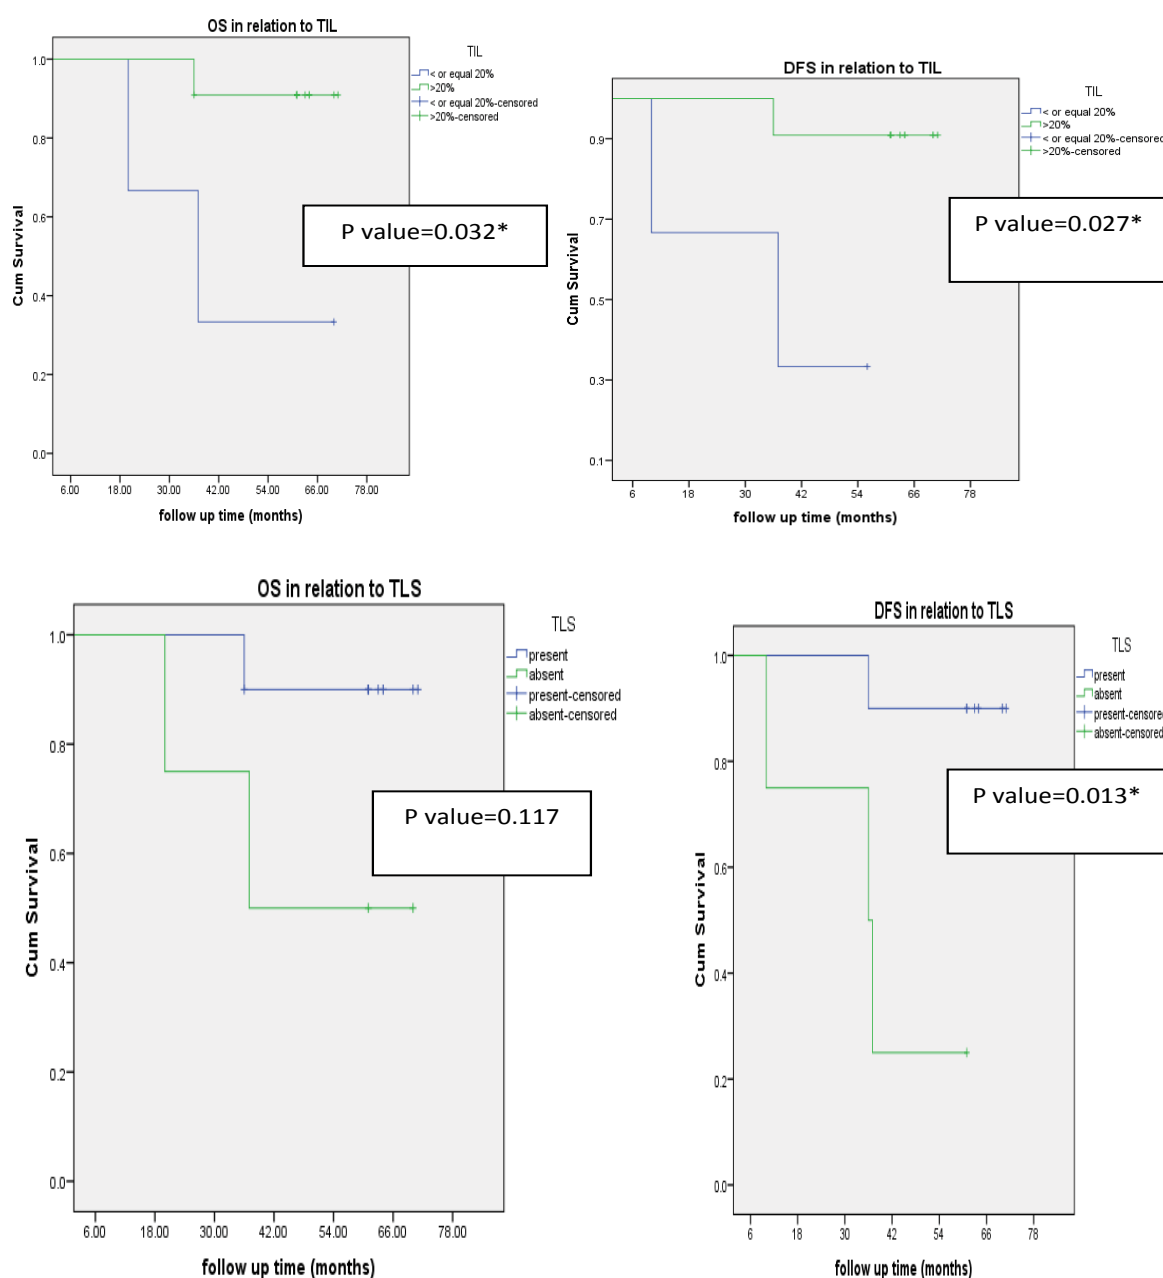 OS in relation to TIL
TIL
< or equal 20%
>20%
< or equal 20%-censored
>20%-censored
1.0
0.8
0.6
0.4
0.2
0.0
Cum Survival
P value=0.032*
6.00 18.00 30.00 42.00 54.00 66.00 78.00
follow up time (months)
DFS in relation to TIL
TIL
< or equal 20%
>20%
< or equal 20%-censored
>20%-censored
0.9
0.7
0.5
0.3
0.1
Cum Survival
P value=0.027*
6 18 30 42 54 66 78
follow up time (months)
OS in relation to TLS
TLS
present
absent
present-censored
absent-censored
1.0
0.8
0.6
0.4
0.2
0.0
Cum Survival
P value=0.117
6.00 18.00 30.00 42.00 54.00 66.00 78.00
follow up time (months)
DFS in relation to TLS
TLS
present
absent
present-censored
absent-censored
1.0
0.8
0.6
0.4
0.2
0.0
Cum Survival
P value=0.013*
6 18 30 42 54 66 78
follow up time (months)